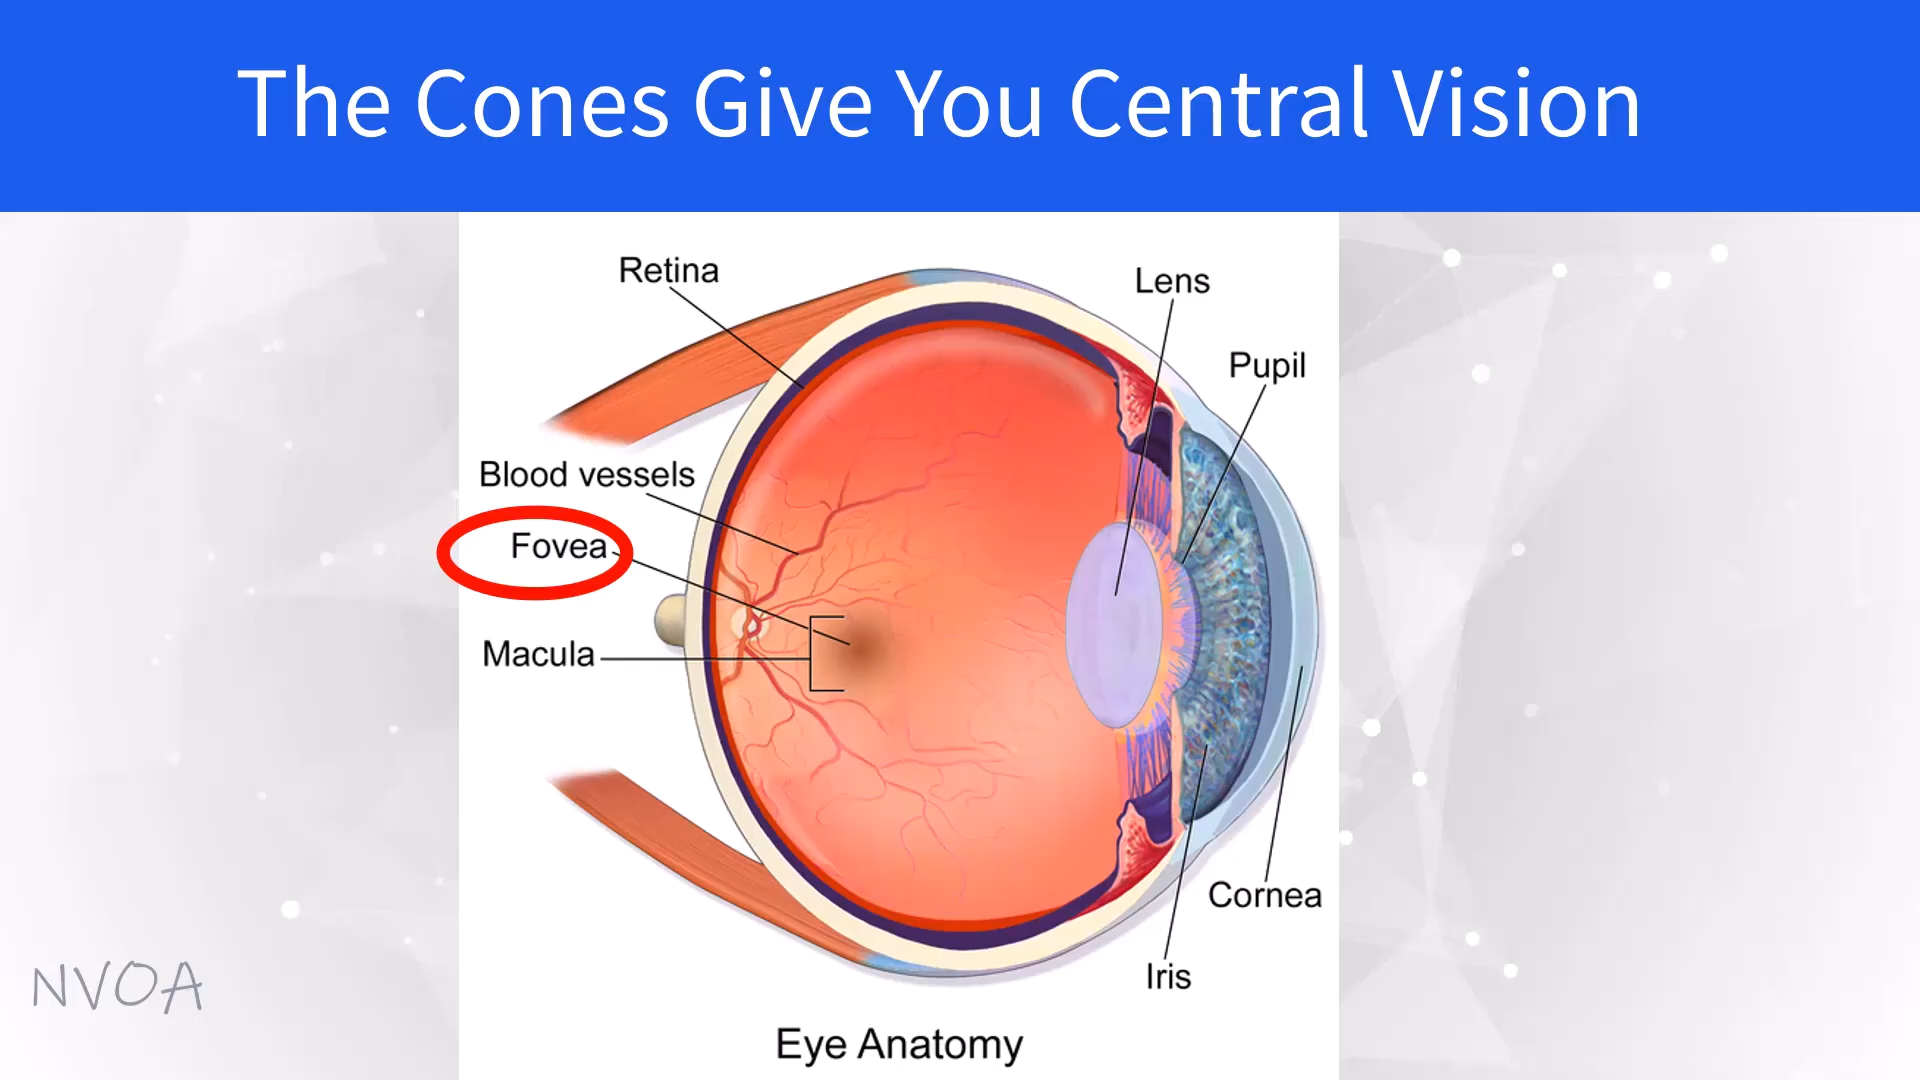 The Cones Give You Central Vision
Retina
Lens
Pupil
Blood vessels
Fovea
Macula
Cornea
Iris
Eye Anatomy
NVOA